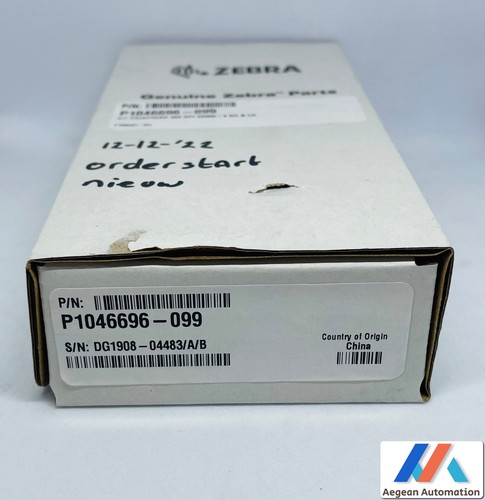 ZEBRA
Genuine Zebra™ Parts
P/N:
P1046696-099
12-12-'22
orderstart
nieuw
P/N:
P1046696-099
S/N: DG1908-04483/A/B
Country of Origin
China
Aegean Automation